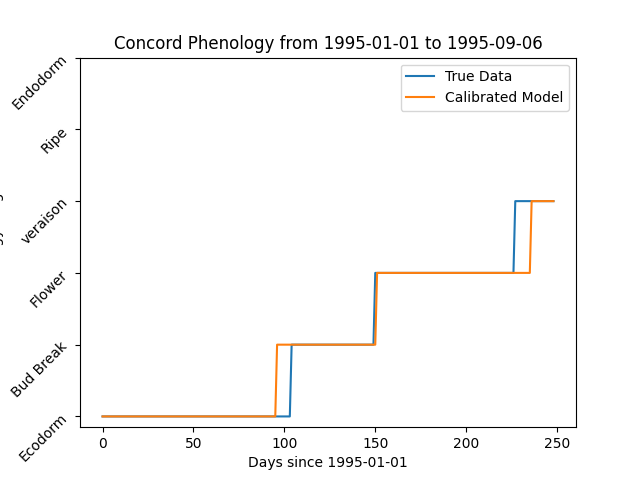 Concord Phenology from 1995-01-01 to 1995-09-06
True Data
Calibrated Model
Endodorm
Ripe
veraison
Flower
Bud Break
Ecodorm
0 50 100 150 200 250
Days since 1995-01-01